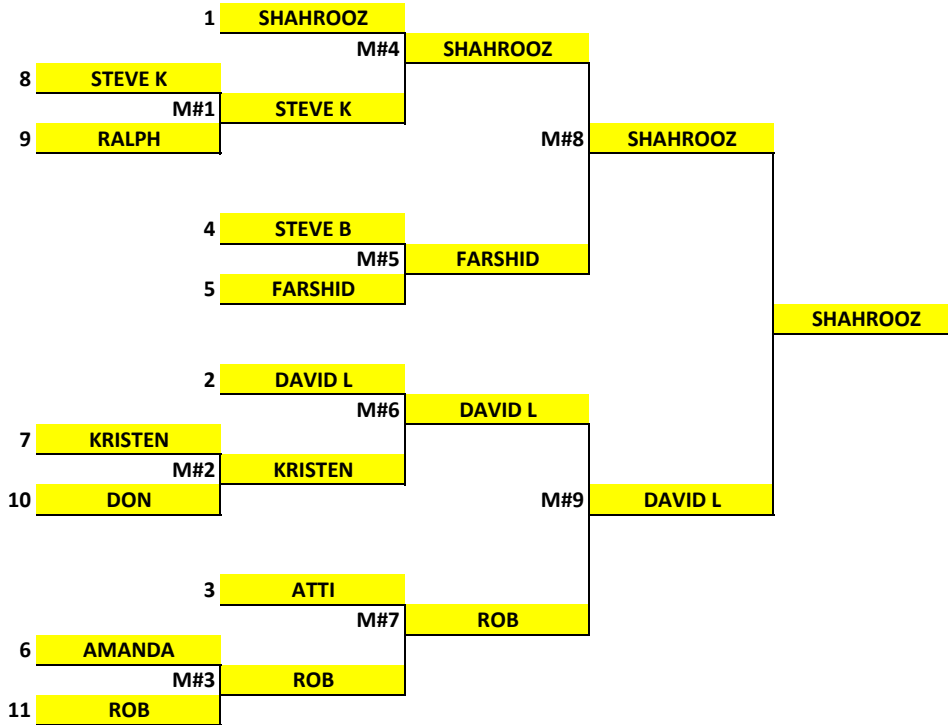 1 SHAHROOZ
M#4 SHAHROOZ
8 STEVE K
M#1 STEVE K
9 RALPH
M#8 SHAHROOZ
4 STEVE B
M#5 FARSHID
5 FARSHID
SHAHROOZ
2 DAVID L
M#6 DAVID L
7 KRISTEN
M#2 KRISTEN
10 DON
M#9 DAVID L
3 ATTI
M#7 ROB
6 AMANDA
M#3 ROB
11 ROB